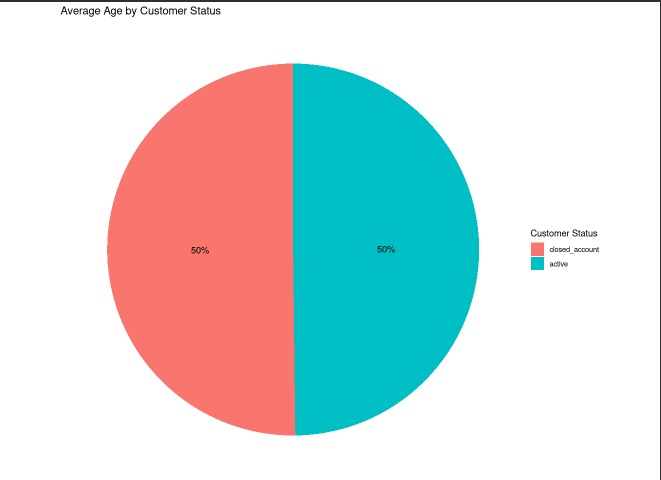 Average Age by Customer Status
50%
50%
Customer Status
closed_account
active